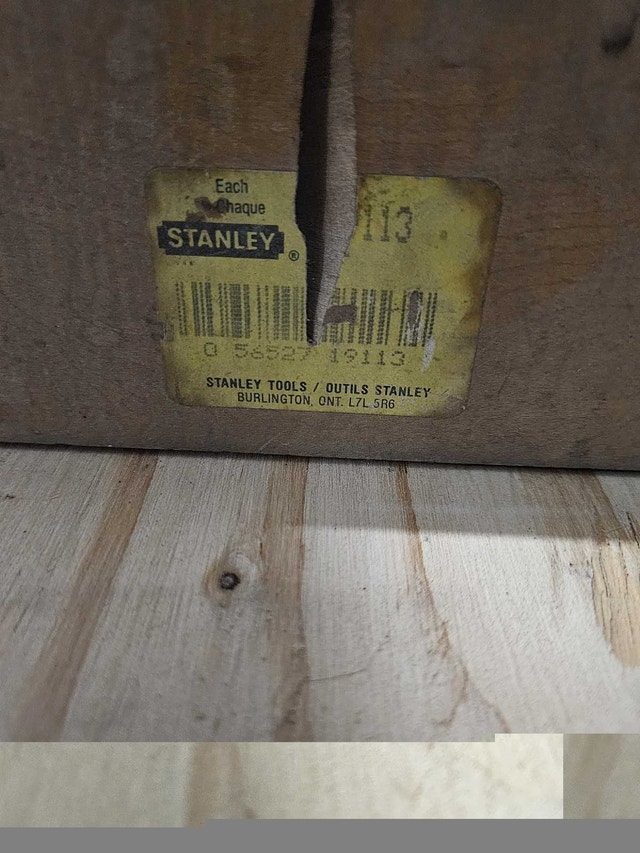 Each
Chaque
113
STANLEY ®
0 56527 19113
STANLEY TOOLS / OUTILS STANLEY
BURLINGTON, ONT. L7L 5R6